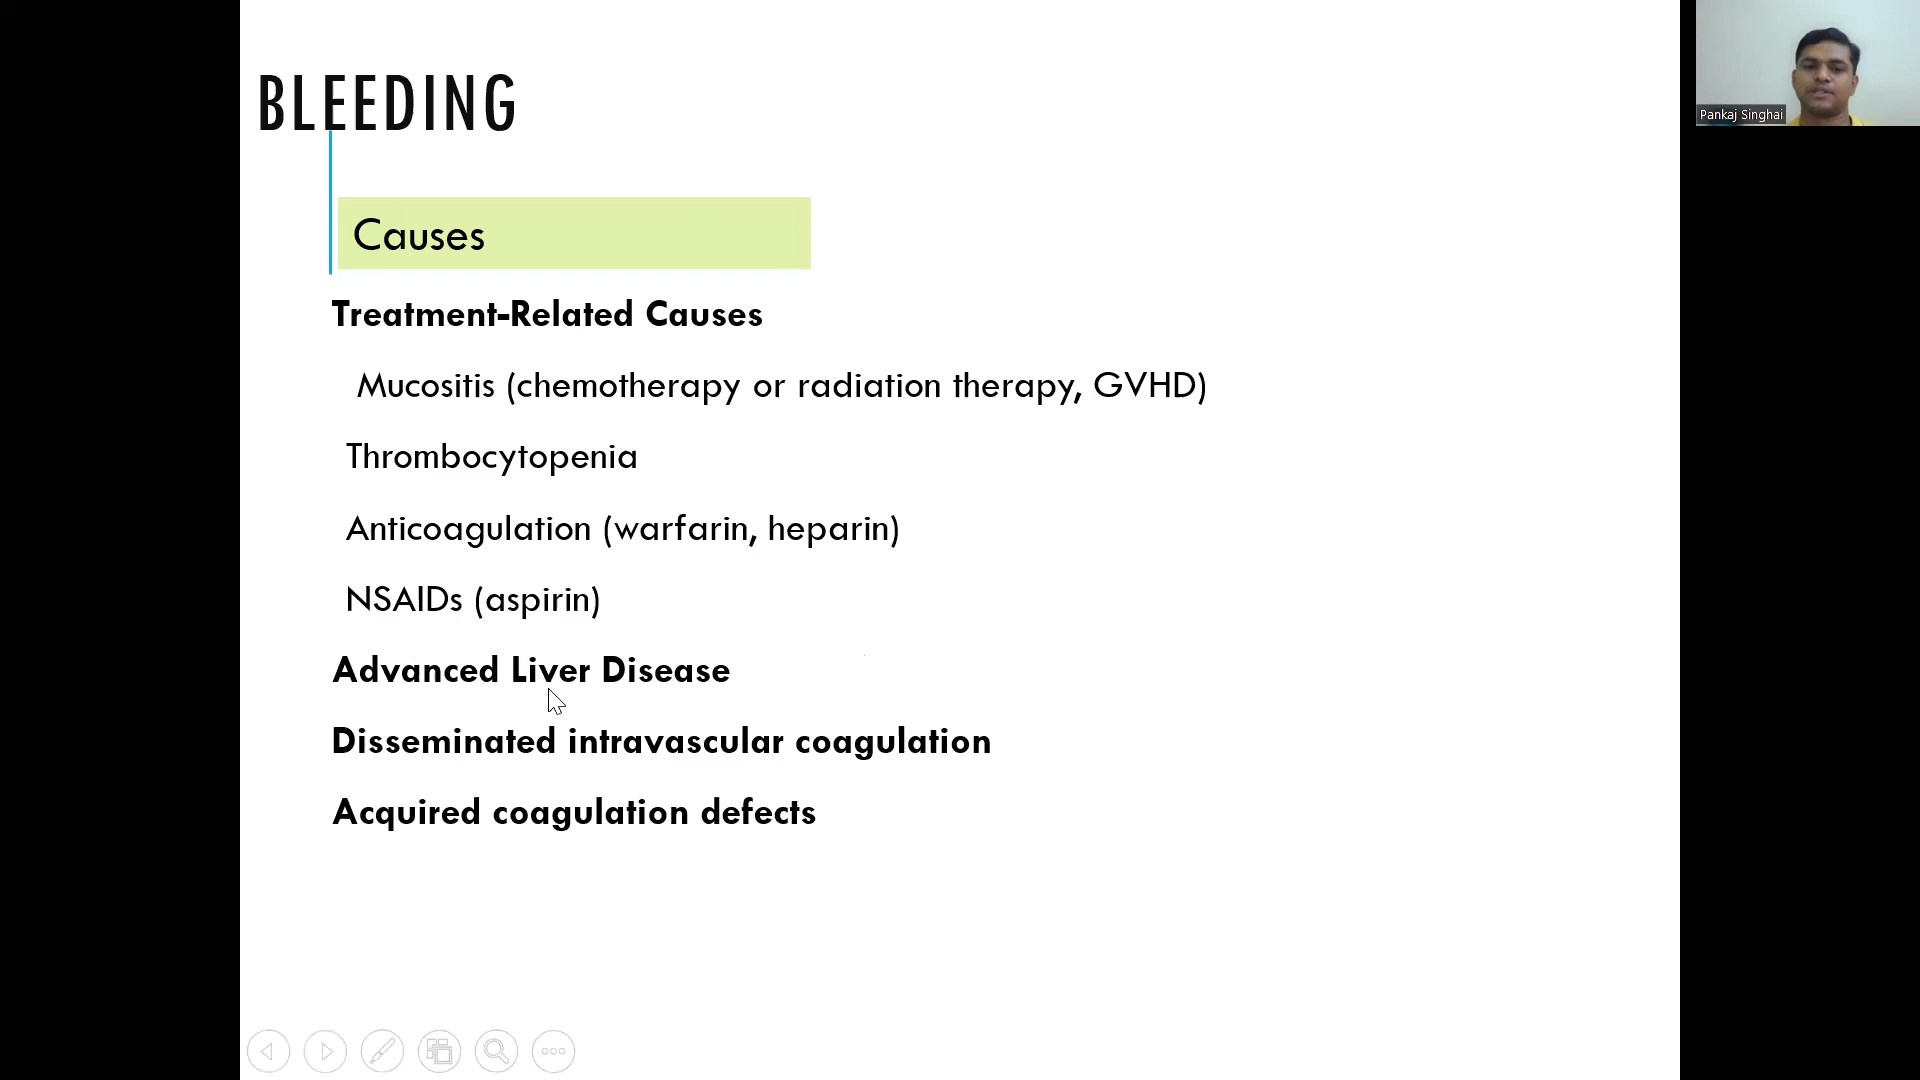 BLEEDING
Causes
Treatment-Related Causes
Mucositis (chemotherapy or radiation therapy, GVHD)
Thrombocytopenia
Anticoagulation (warfarin, heparin)
NSAIDs (aspirin)
Advanced Liver Disease
Disseminated intravascular coagulation
Acquired coagulation defects
Pankaj Singhai